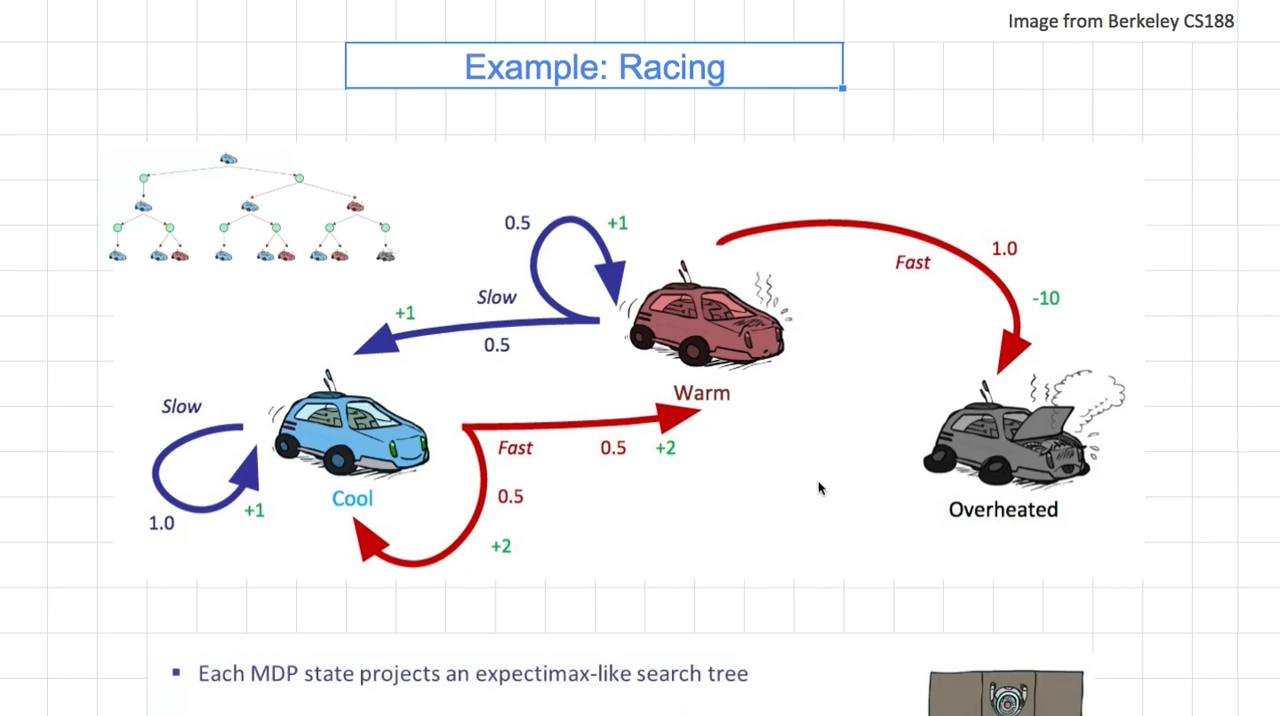 Image from Berkeley CS188
Example: Racing
0.5
+1
Fast
1.0
-10
Slow
+1
0.5
Warm
Slow
Fast
0.5
+2
Cool
0.5
1.0
+1
Overheated
+2
▪ Each MDP state projects an expectimax-like search tree